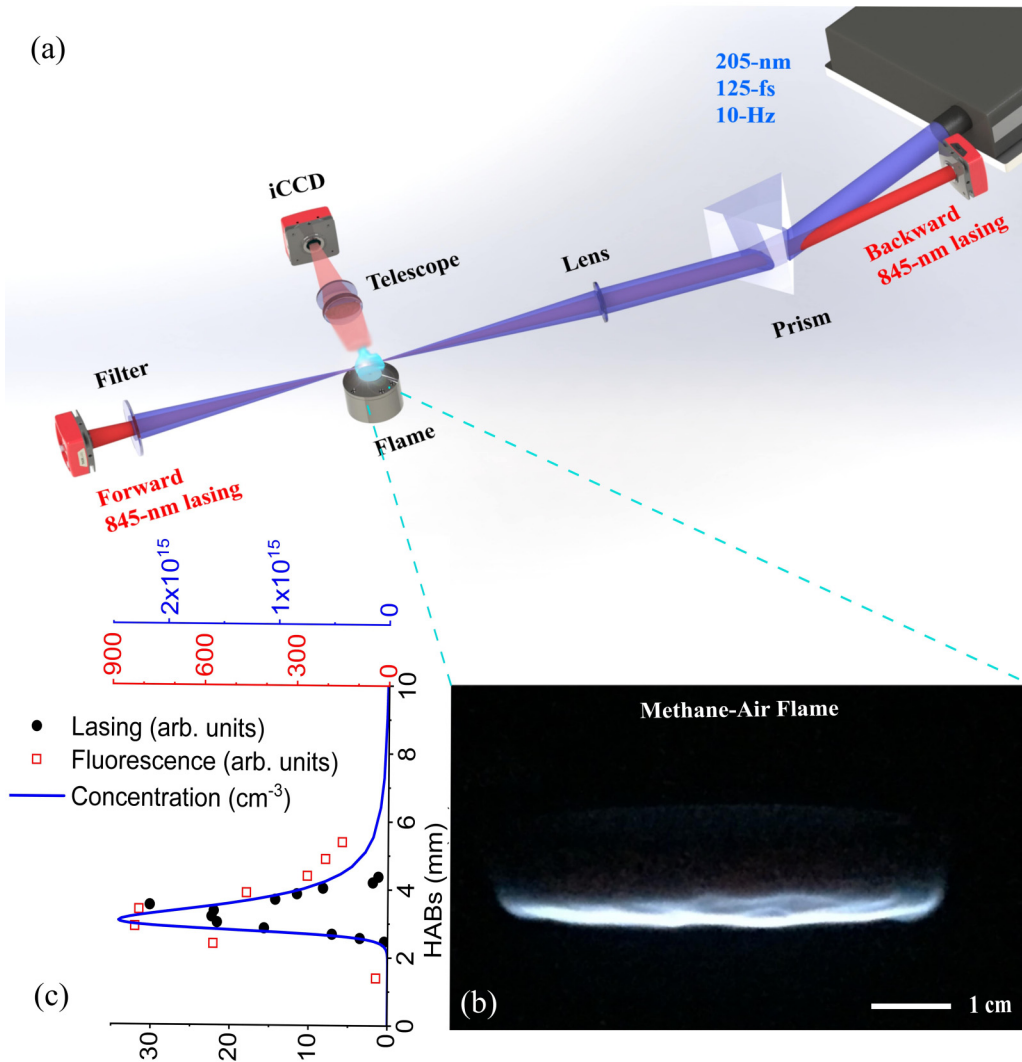 (a)
205-nm
125-fs
10-Hz
iCCD
Telescope
Lens
Backward
845-nm lasing
Prism
Filter
Flame
Forward
845-nm lasing
2x10¹⁵
1x10¹⁵
0
900
600
300
0
Lasing (arb. units)
Fluorescence (arb. units)
Concentration (cm⁻³)
10
8
6
4
2
0
HABs (mm)
30
20
10
0
(c)
Methane-Air Flame
(b)
1 cm